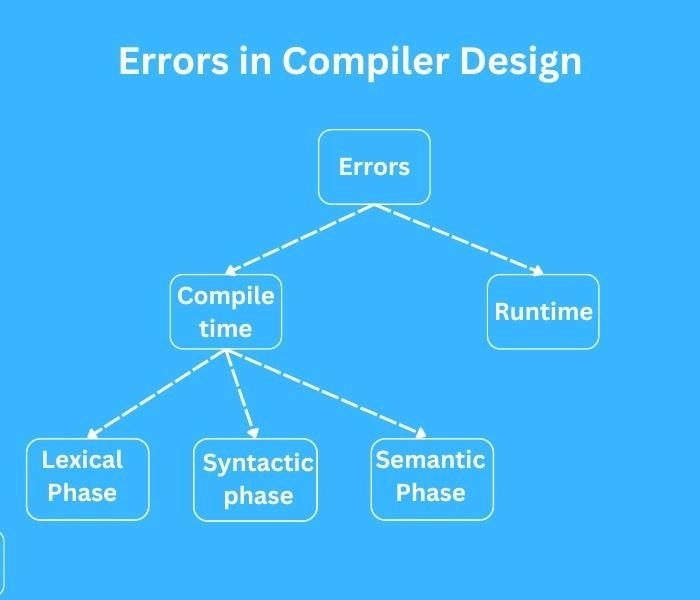 Errors in Compiler Design
Errors
Compile
time
Runtime
Lexical
Phase
Syntactic
phase
Semantic
Phase